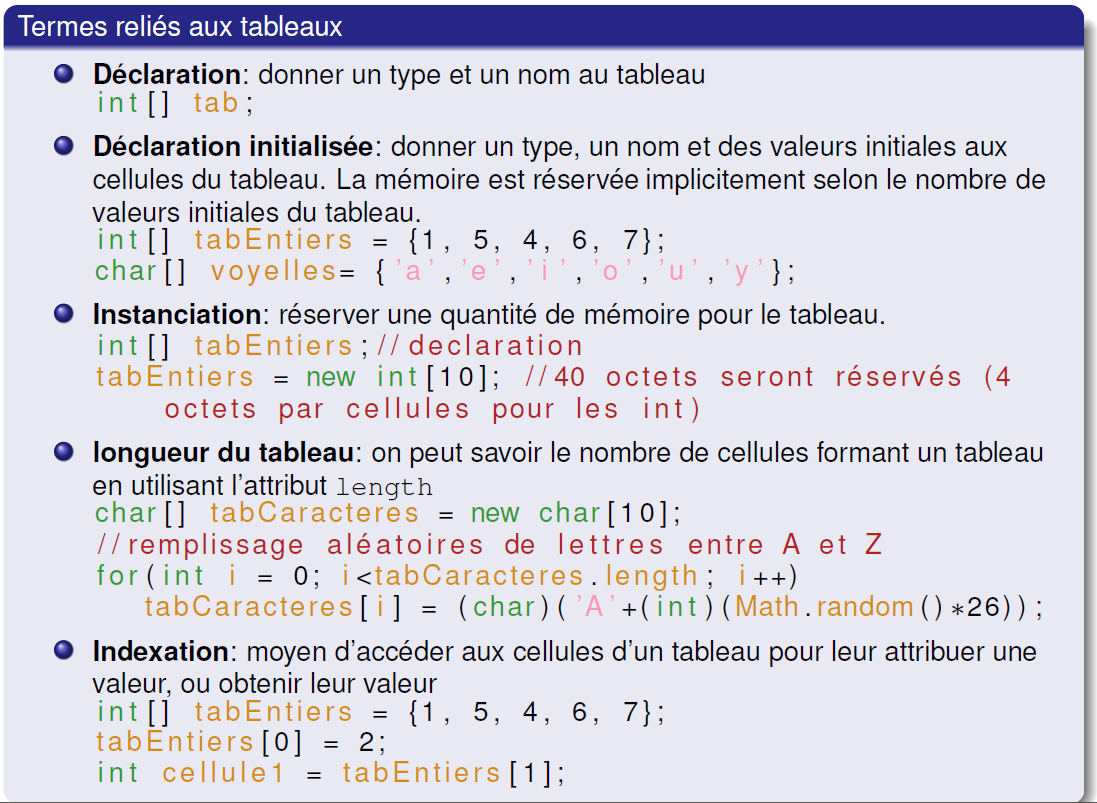 Termes reliés aux tableaux
Déclaration: donner un type et un nom au tableau
int[] tab;
Déclaration initialisée: donner un type, un nom et des valeurs initiales aux
cellules du tableau. La mémoire est réservée implicitement selon le nombre de
valeurs initiales du tableau.
int[] tabEntiers = {1, 5, 4, 6, 7};
char[] voyelles= {'a','e','i','o','u','y'};
Instanciation: réserver une quantité de mémoire pour le tableau.
int[] tabEntiers;//declaration
tabEntiers = new int[10]; //40 octets seront réservés (4
octets par cellules pour les int)
longueur du tableau: on peut savoir le nombre de cellules formant un tableau
en utilisant l'attribut length
char[] tabCaracteres = new char[10];
//remplissage aléatoires de lettres entre A et Z
for(int i = 0; i<tabCaracteres.length; i++)
tabCaracteres[i] = (char)('A'+(int)(Math.random()*26));
Indexation: moyen d'accéder aux cellules d'un tableau pour leur attribuer une
valeur, ou obtenir leur valeur
int[] tabEntiers = {1, 5, 4, 6, 7};
tabEntiers[0] = 2;
int cellule1 = tabEntiers[1];